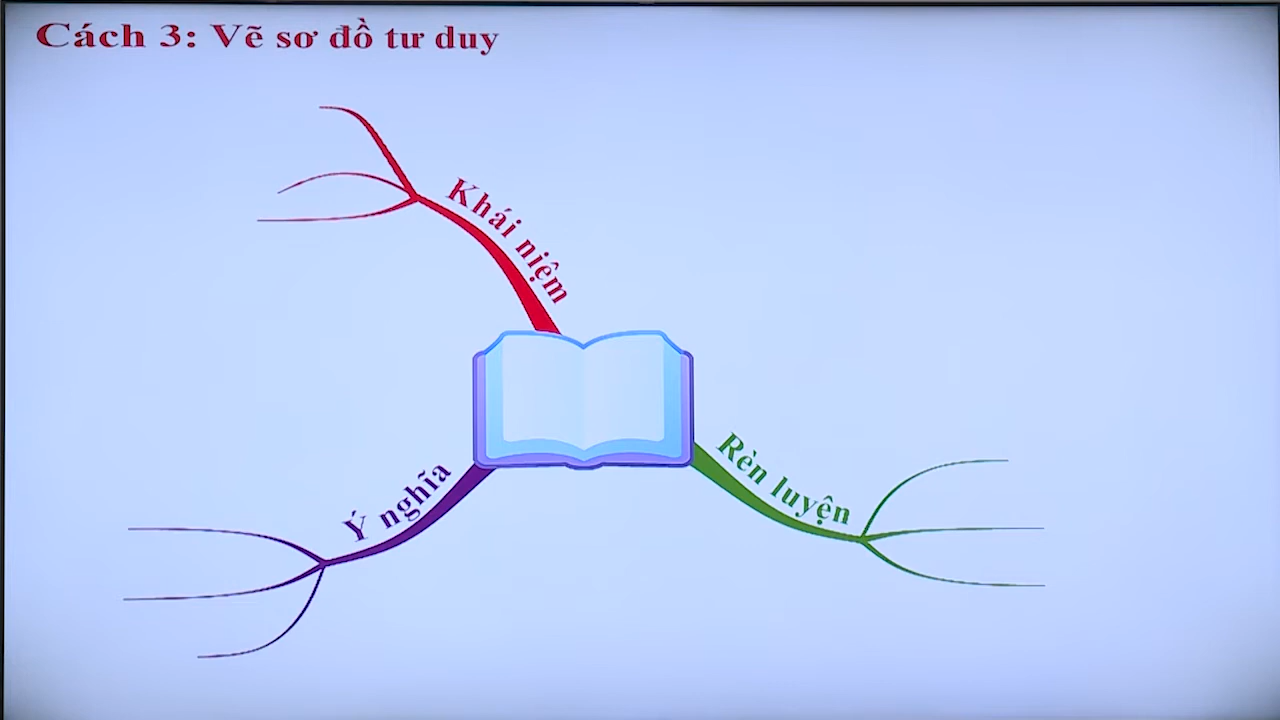 Cách 3: Vẽ sơ đồ tư duy
Khái niệm
Rèn luyện
Ý nghĩa